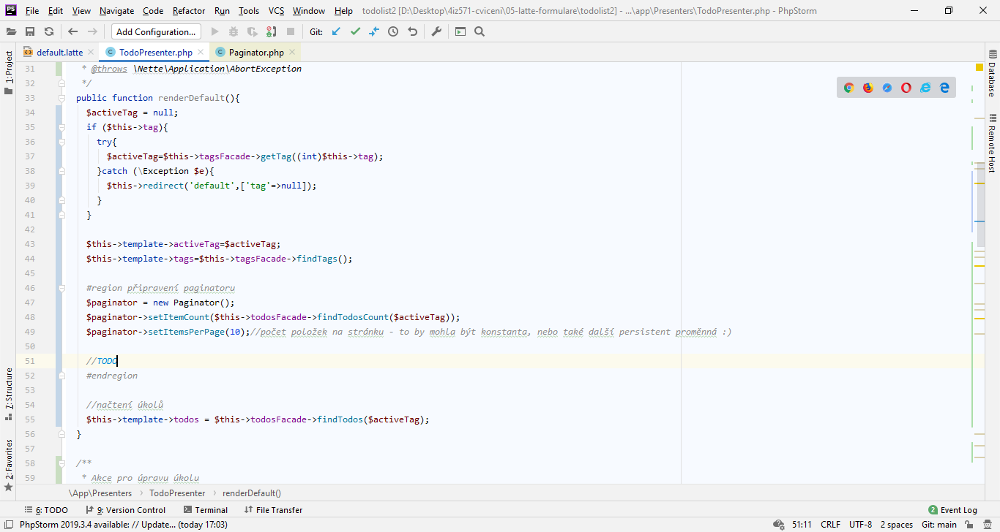 File Edit View Navigate Code Refactor Run Tools VCS Window Help todolist2 [D:\Desktop\4iz571-cviceni\05-latte-formulare\todolist2] - ...\app\Presenters\TodoPresenter.php - PhpStorm
Add Configuration... Git:
default.latte TodoPresenter.php Paginator.php
1: Project
7: Structure
2: Favorites
Database
Remote Host
31 * @throws \Nette\Application\AbortException
32 */
33 public function renderDefault(){
34 $activeTag = null;
35 if ($this->tag){
36 try{
37 $activeTag=$this->tagsFacade->getTag((int)$this->tag);
38 }catch (\Exception $e){
39 $this->redirect('default',['tag'=>null]);
40 }
41 }
42
43 $this->template->activeTag=$activeTag;
44 $this->template->tags=$this->tagsFacade->findTags();
45
46 #region připravení paginatoru
47 $paginator = new Paginator();
48 $paginator->setItemCount($this->todosFacade->findTodosCount($activeTag));
49 $paginator->setItemsPerPage(10);//počet položek na stránku - to by mohla být konstanta, nebo také další persistent proměnná :)
50
51 //TODO
52 #endregion
53
54 //načtení úkolů
55 $this->template->todos = $this->todosFacade->findTodos($activeTag);
56 }
57
58 /**
59 * Akce pro úpravu úkolu
\App\Presenters › TodoPresenter › renderDefault()
6: TODO 9: Version Control Terminal File Transfer 2 Event Log
PhpStorm 2019.3.4 available: // Update... (today 17:03) 51:11 CRLF UTF-8 2 spaces Git: main